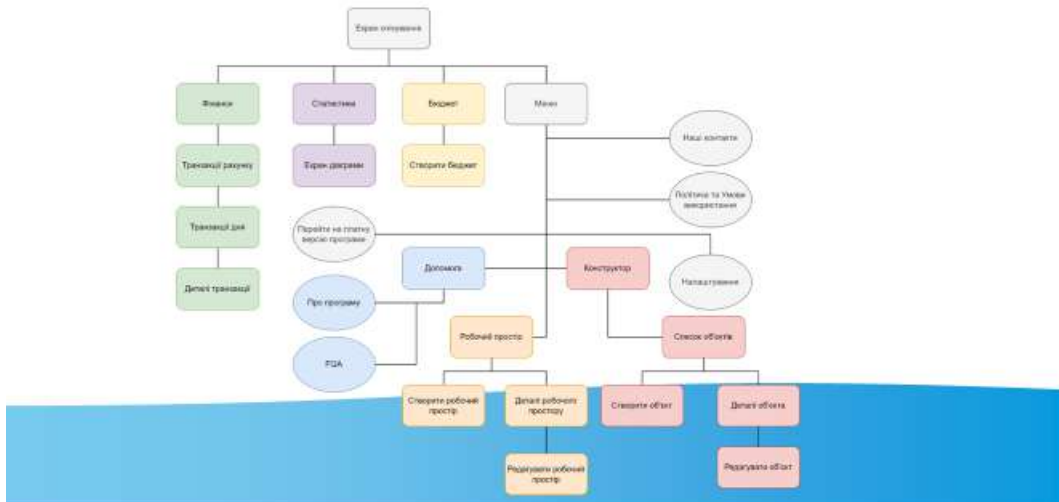 Екран очікування
Фінанси
Статистика
Бюджет
Меню
Наші контакти
Транзакції рахунку
Екран діаграми
Створити бюджет
Політика та Умови
використання
Транзакції дня
Перейти на платну
версію програми
Допомога
Конструктор
Деталі транзакції
Налаштування
Про програму
Робочий простір
Список об'єктів
FQA
Створити робочий
простір
Деталі робочого
простору
Створити об'єкт
Деталі об'єкта
Редагувати робочий
простір
Редагувати об'єкт